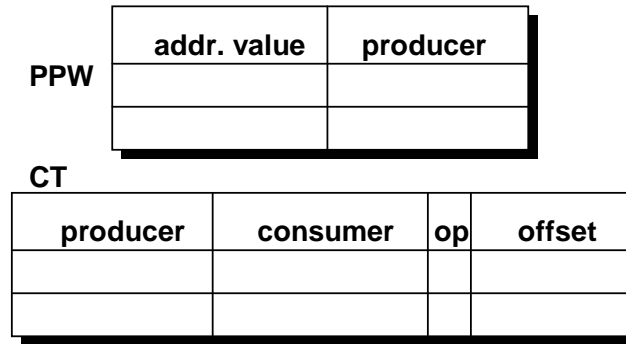 addr. value producer
PPW
CT
producer consumer op offset